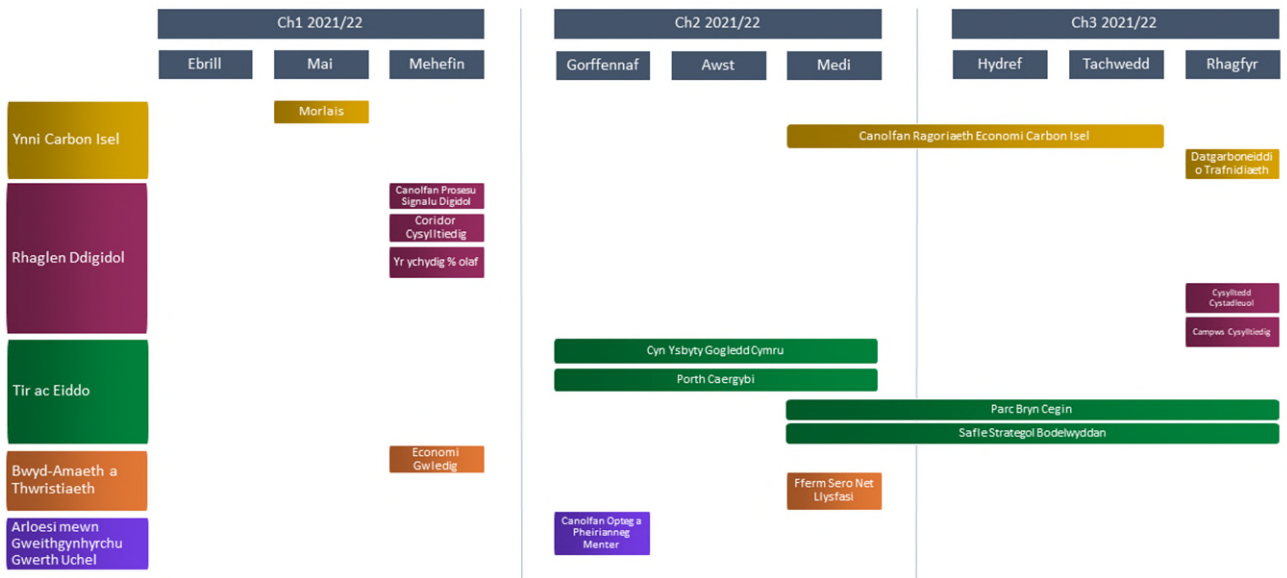 Ch1 2021/22
Ch2 2021/22
Ch3 2021/22
Ebrill
Mai
Mehefin
Gorffennaf
Awst
Medi
Hydref
Tachwedd
Rhagfyr
Ynni Carbon Isel
Morlais
Canolfan Ragoriaeth Economi Carbon Isel
Datgarboneiddi
o Trafnidiaeth
Rhaglen Ddigidol
Canolfan Prosesu
Signalu Digidol
Coridor
Cysylltiedig
Yr ychydig % olaf
Cysylltedd
Cystadleuol
Campws Cysylltiedig
Tir ac Eiddo
Cyn Ysbyty Gogledd Cymru
Porth Caergybi
Parc Bryn Cegin
Safle Strategol Bodelwyddan
Bwyd-Amaeth a
Thwristiaeth
Economi
Gwledig
Fferm Sero Net
Llysfasi
Arloesi mewn
Gweithgynhyrchu
Gwerth Uchel
Canolfan Opteg a
Pheirianneg
Menter